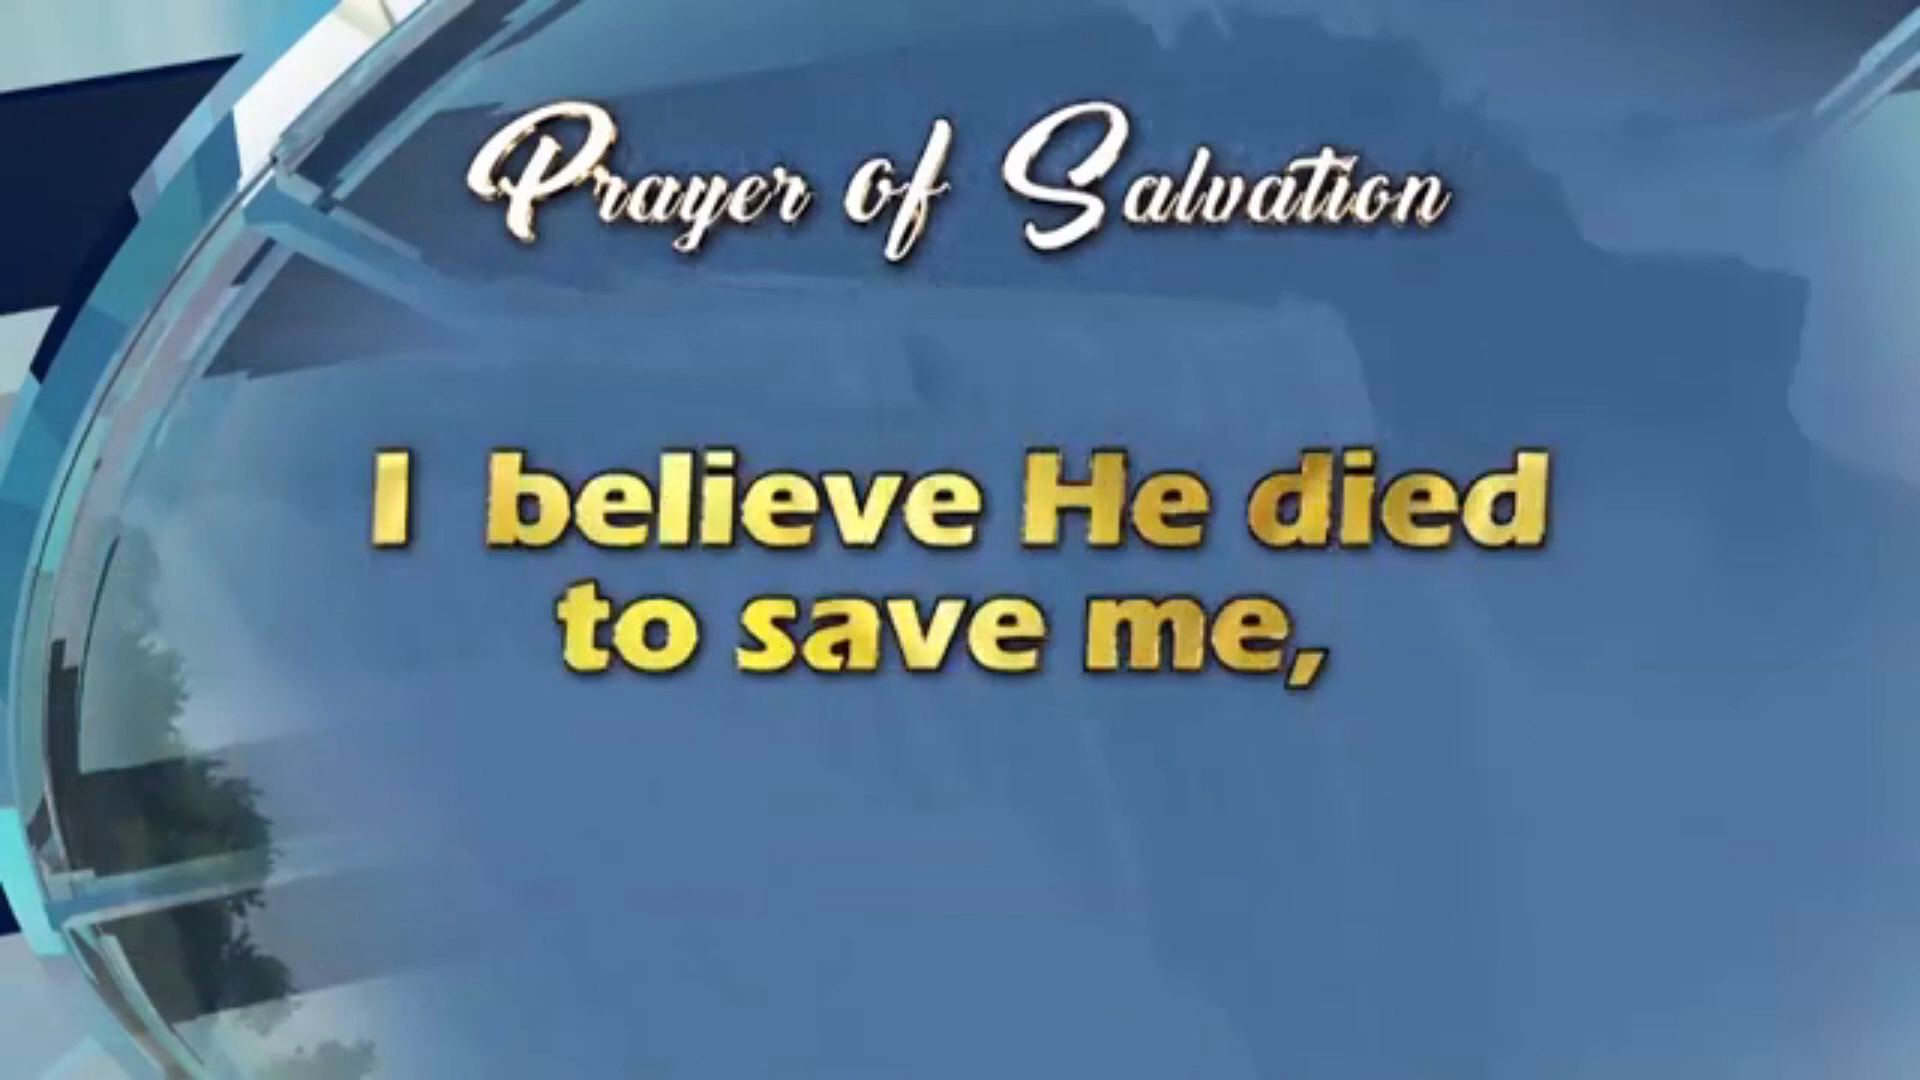 Prayer of Salvation
I believe He died
to save me,